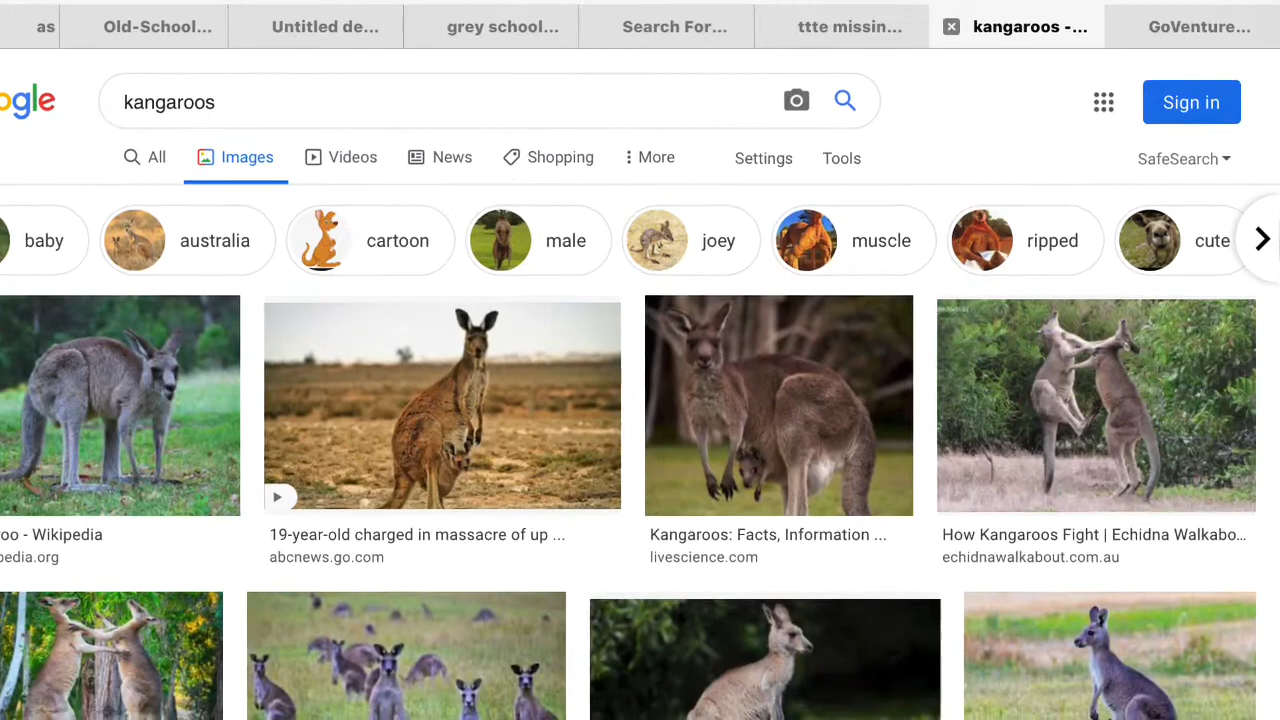 as
Old-School...
Untitled de...
grey school...
Search For...
ttte missin...
kangaroos -...
GoVenture...
ogle
kangaroos
Sign in
All
Images
Videos
News
Shopping
More
Settings
Tools
SafeSearch
baby
australia
cartoon
male
joey
muscle
ripped
cute
oo - Wikipedia
pedia.org
19-year-old charged in massacre of up ...
abcnews.go.com
Kangaroos: Facts, Information ...
livescience.com
How Kangaroos Fight | Echidna Walkabo...
echidnawalkabout.com.au